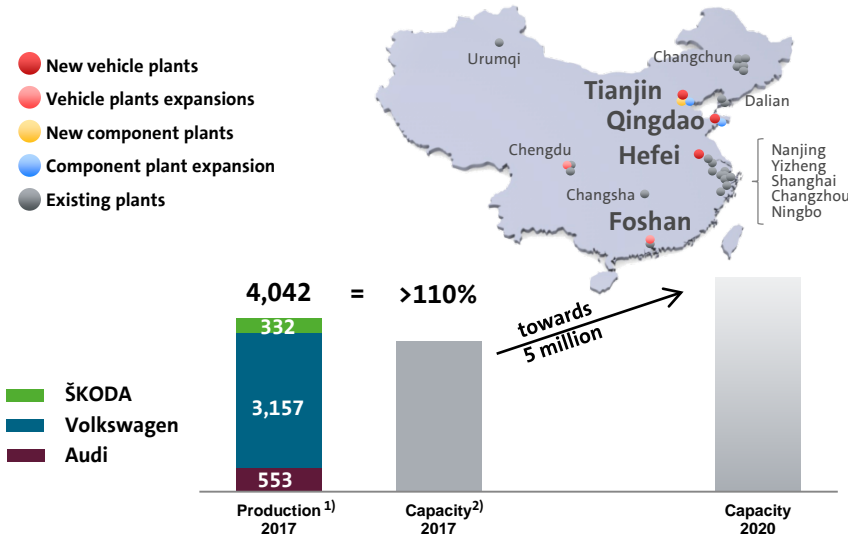 New vehicle plants
Vehicle plants expansions
New component plants
Component plant expansion
Existing plants
Urumqi
Changchun
Tianjin
Dalian
Qingdao
Chengdu
Hefei
Nanjing
Yizheng
Shanghai
Changzhou
Ningbo
Changsha
Foshan
4,042 = >110%
towards
5 million
332
3,157
553
ŠKODA
Volkswagen
Audi
Production 1)
2017
Capacity2)
2017
Capacity
2020